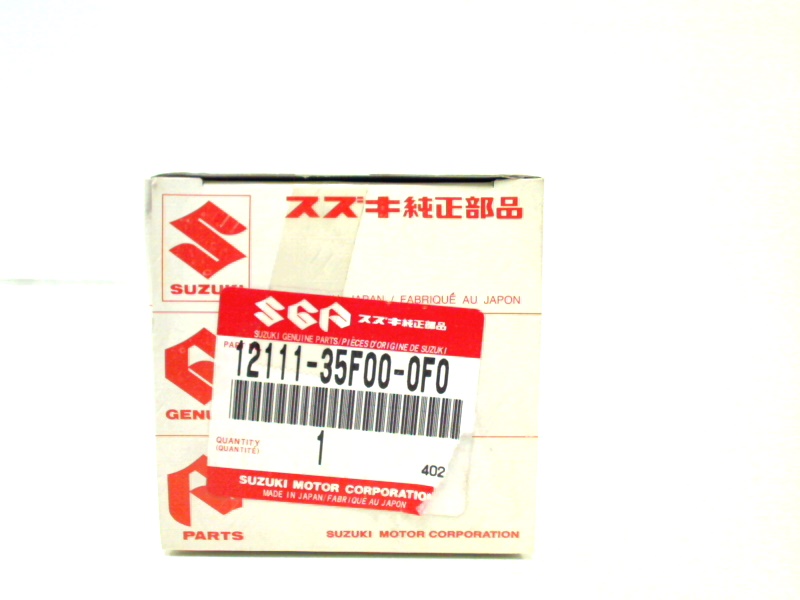 スズキ純正部品
SUZUKI
JAPAN / FABRIQUÉ AU JAPON
SGP スズキ純正部品
SUZUKI GENUINE PARTS/PIÈCES D'ORIGINE DE SUZUKI
12111-35F00-0F0
GENU
QUANTITY
(QUANTITÉ)
1
402
SUZUKI MOTOR CORPORATION
MADE IN JAPAN/FABRIQUÉ AU JAPON
PARTS
SUZUKI MOTOR CORPORATION